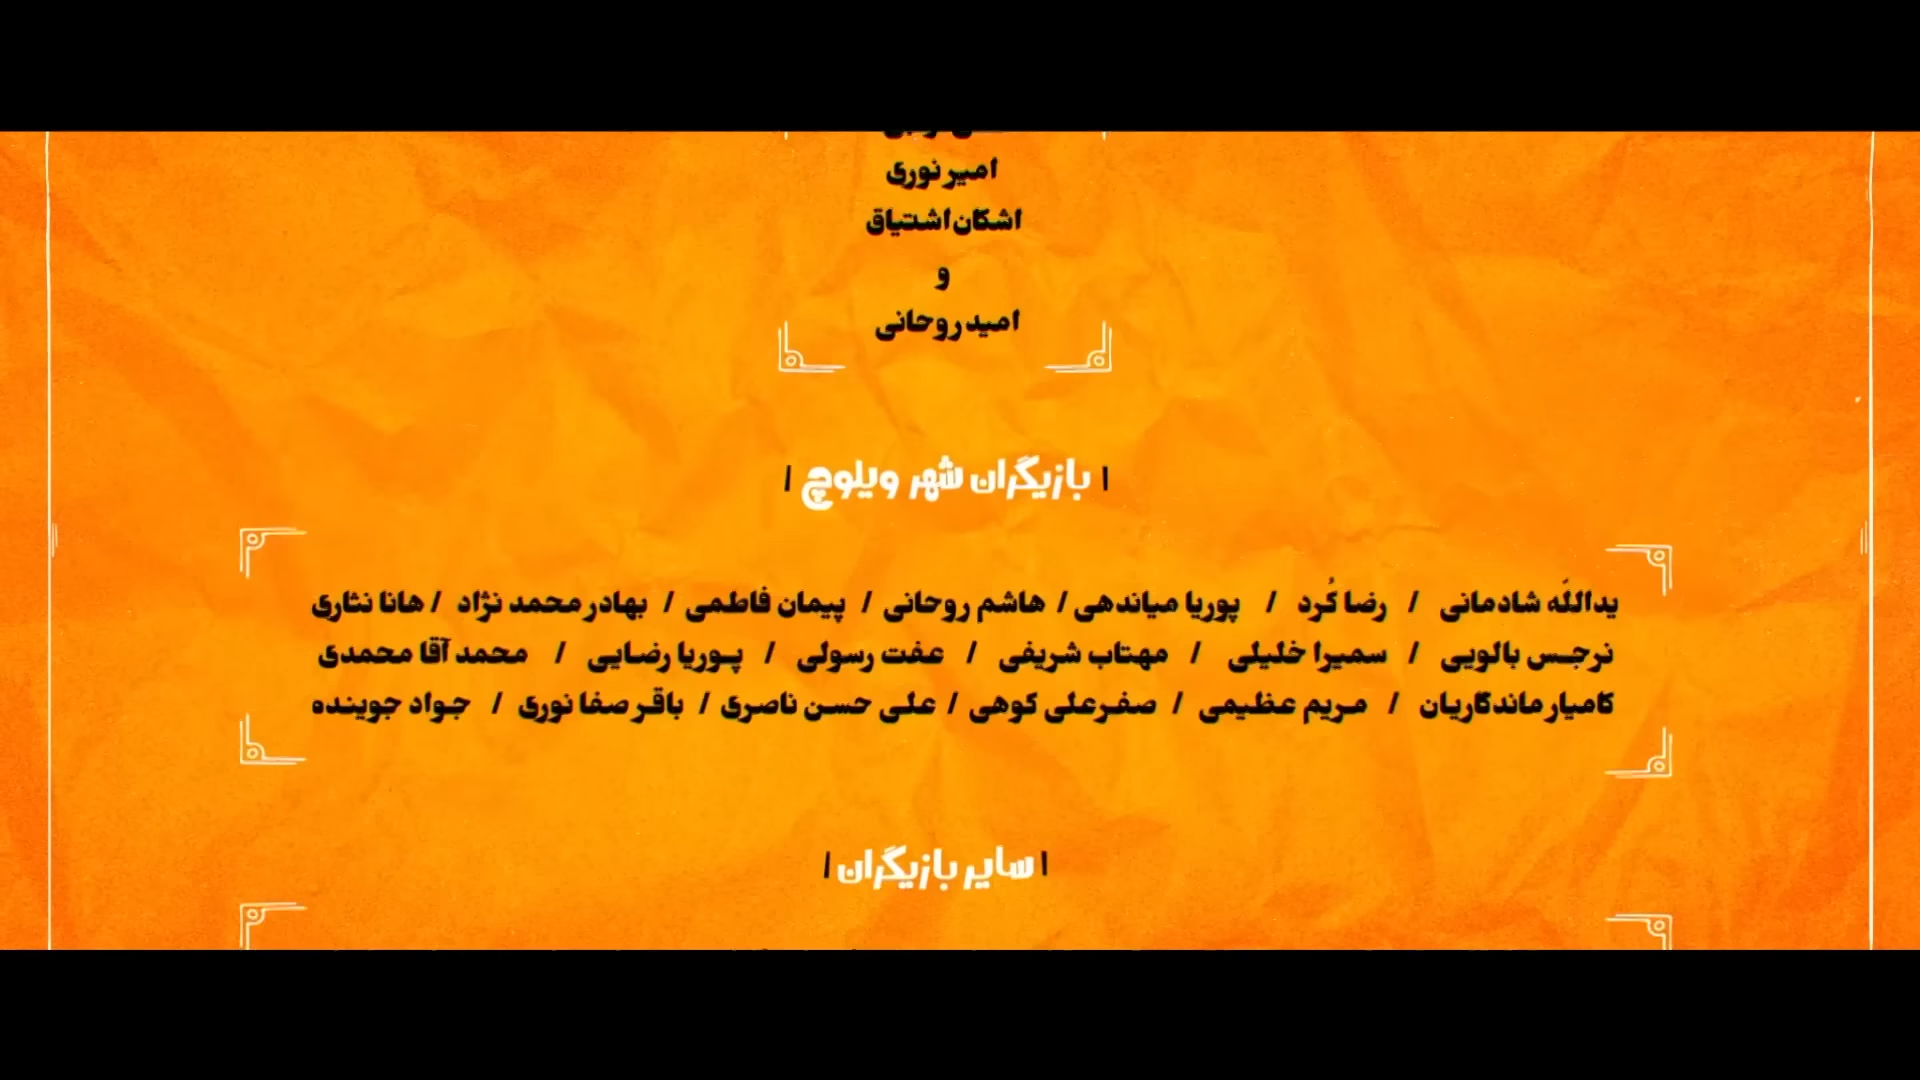 امیر نوری
اشکان اشتیاق
و
امید روحانی
| بازیگران شهر ویلوچ |
یداللّه شادمانی / رضا کُرد / پوریا میاندهی / هاشم روحانی / پیمان فاطمی / بهادر محمد نژاد / هانا نثاری
نرجس بالویی / سمیرا خلیلی / مهتاب شریفی / عفت رسولی / پوریا رضایی / محمد آقا محمدی
کامیار ماندگاریان / مریم عظیمی / صفرعلی کوهی / علی حسن ناصری / باقر صفا نوری / جواد جوینده
| سایر بازیگران |